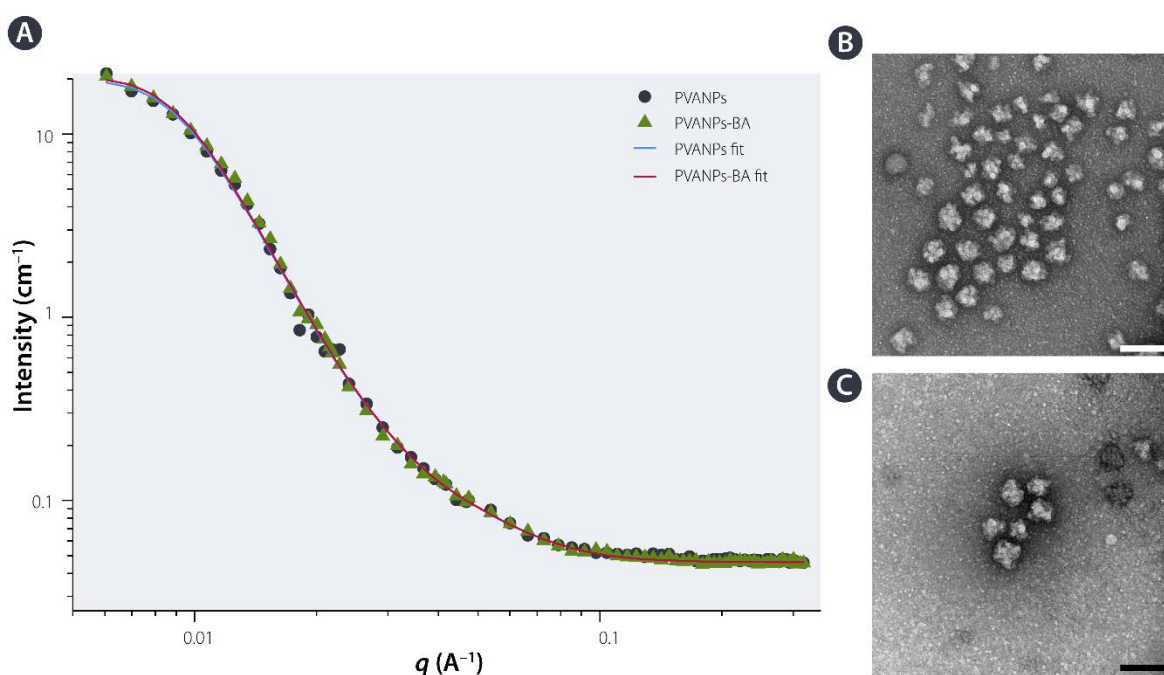 A
B
C
PVANPs
PVANPs-BA
PVANPs fit
PVANPs-BA fit
10
1
0.1
0.01
0.1
Intensity (cm⁻¹)
q (A⁻¹)